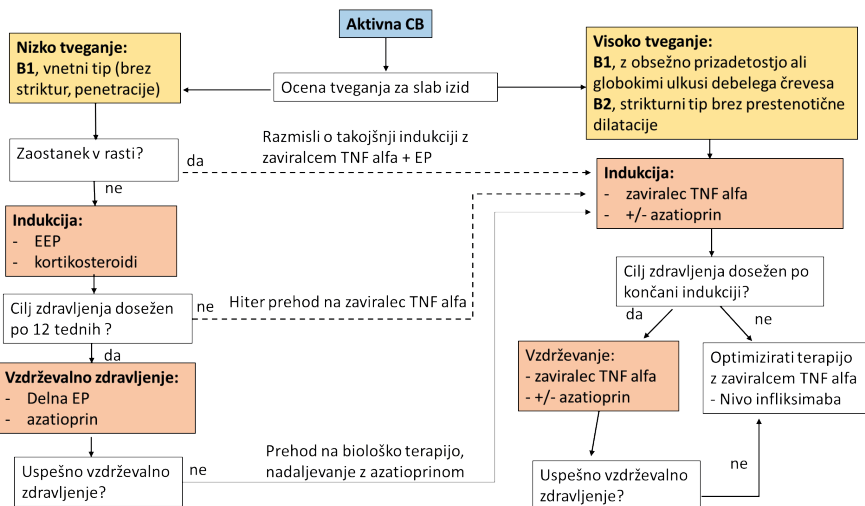 Aktivna CB
Ocena tveganja za slab izid
Nizko tveganje:
B1, vnetni tip (brez
striktur, penetracije)
Zaostanek v rasti?
da
Razmisli o takojšnji indukciji z
zaviralcem TNF alfa + EP
ne
Indukcija:
- EEP
- kortikosteroidi
Cilj zdravljenja dosežen
po 12 tednih ?
ne
Hiter prehod na zaviralec TNF alfa
da
Vzdrževalno zdravljenje:
- Delna EP
- azatioprin
Uspešno vzdrževalno
zdravljenje?
ne
Prehod na biološko terapijo,
nadaljevanje z azatioprinom
Visoko tveganje:
B1, z obsežno prizadetostjo ali
globokimi ulkusi debelega črevesa
B2, strikturni tip brez prestenotične
dilatacije
Indukcija:
- zaviralec TNF alfa
- +/- azatioprin
Cilj zdravljenja dosežen po
končani indukciji?
da
ne
Vzdrževanje:
- zaviralec TNF alfa
- +/- azatioprin
Optimizirati terapijo
z zaviralcem TNF alfa
- Nivo infliksimaba
Uspešno vzdrževalno
zdravljenje?
ne